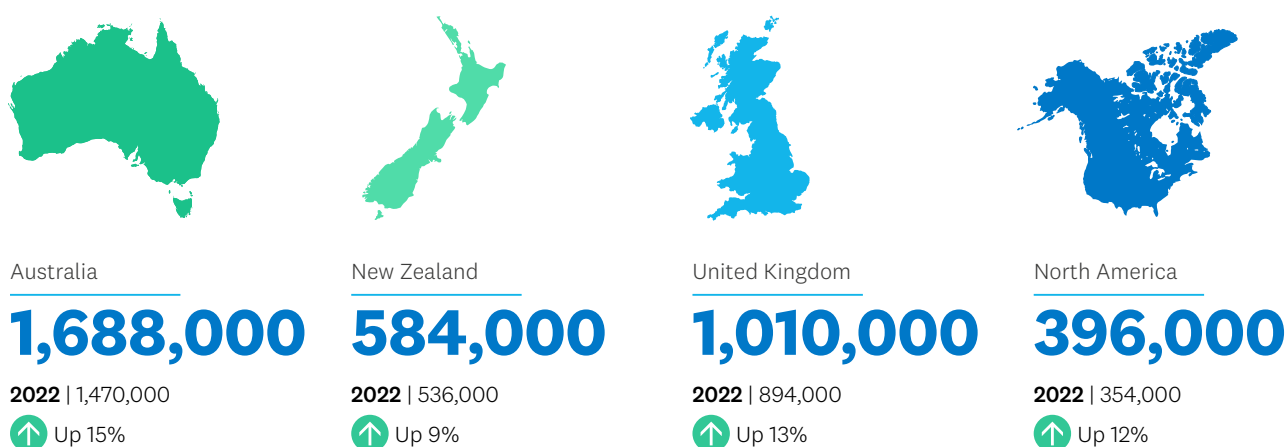 Australia
1,688,000
2022 | 1,470,000
Up 15%
New Zealand
584,000
2022 | 536,000
Up 9%
United Kingdom
1,010,000
2022 | 894,000
Up 13%
North America
396,000
2022 | 354,000
Up 12%